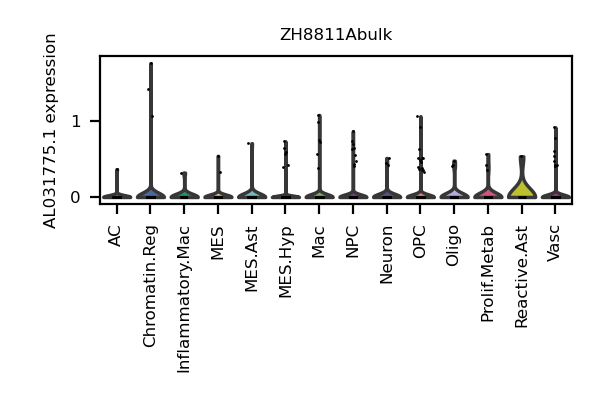 ZH8811Abulk
AL031775.1 expression
1
0
AC
Chromatin.Reg
Inflammatory.Mac
MES
MES.Ast
MES.Hyp
Mac
NPC
Neuron
OPC
Oligo
Prolif.Metab
Reactive.Ast
Vasc